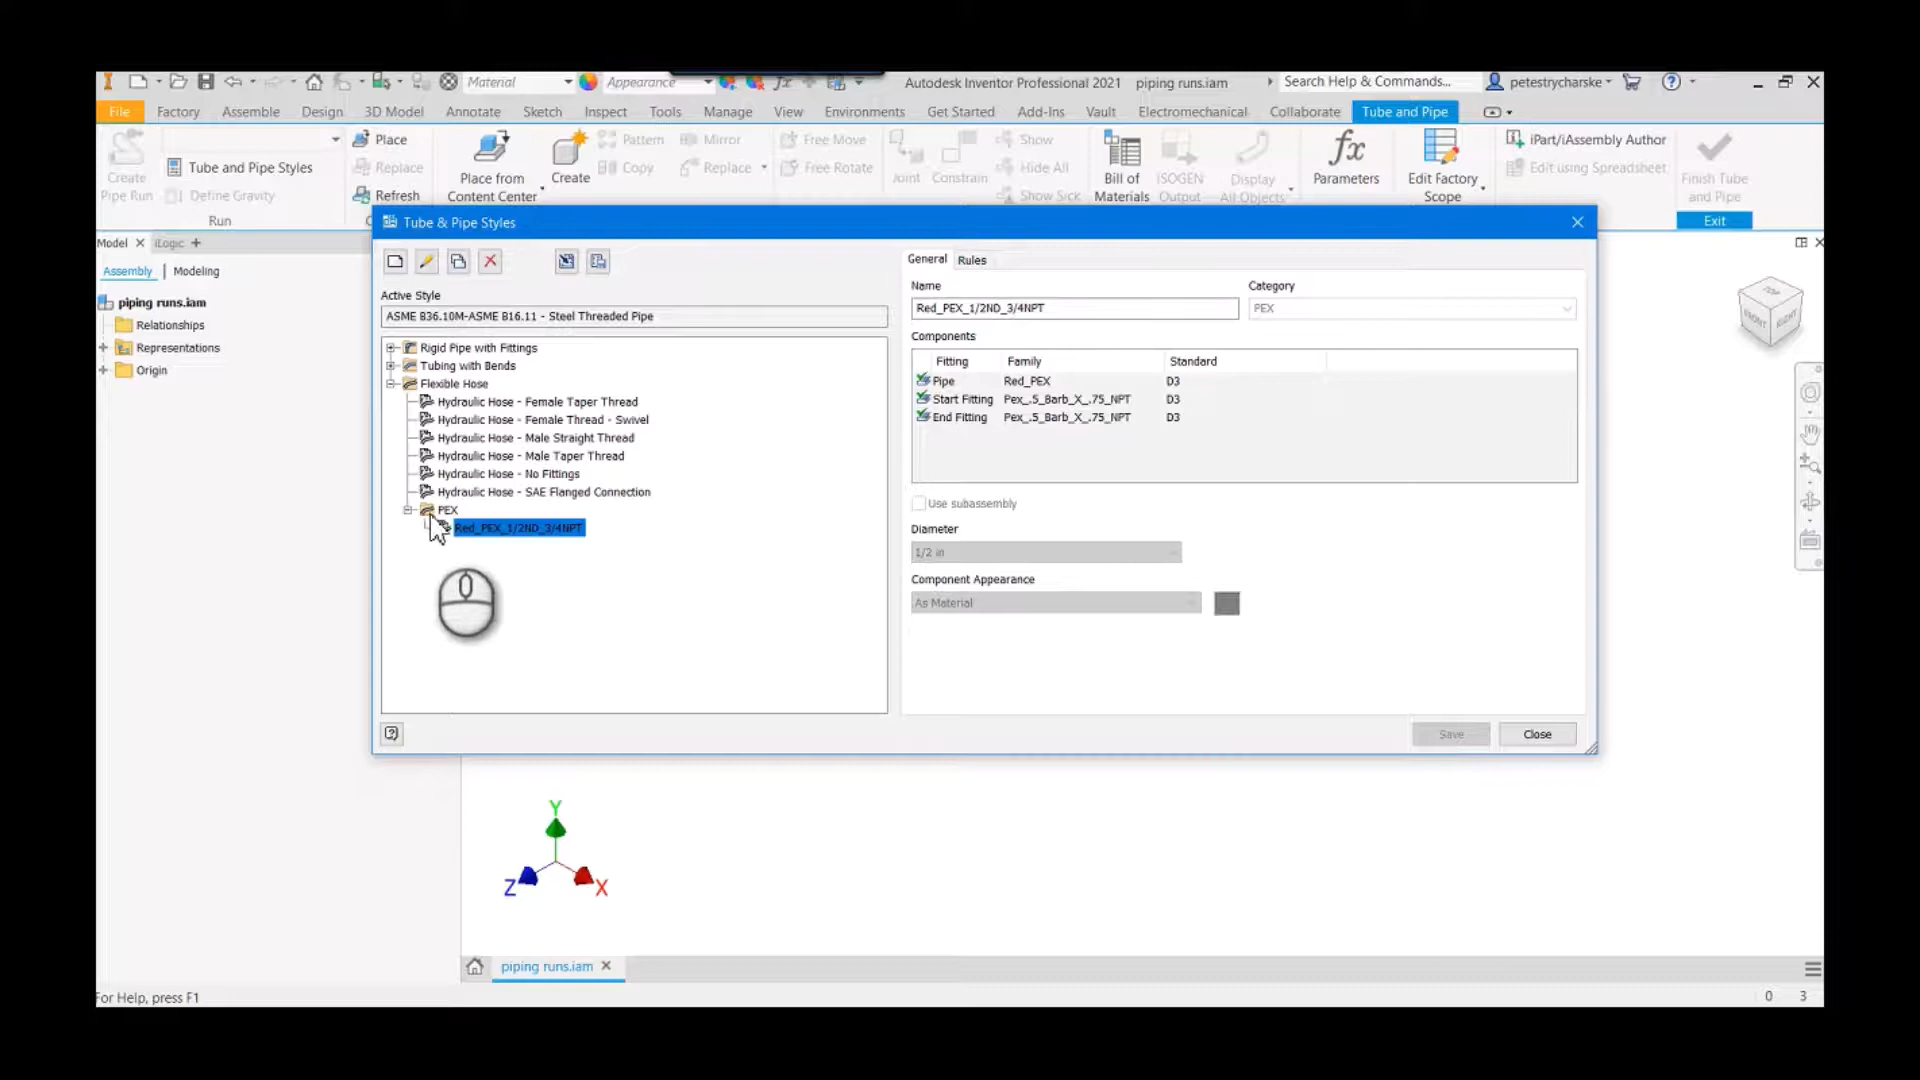 Material
Appearance
Autodesk Inventor Professional 2021 piping runs.iam
Search Help & Commands...
petestrycharske
File Factory Assemble Design 3D Model Annotate Sketch Inspect Tools Manage View Environments Get Started Add-Ins Vault Electromechanical Collaborate Tube and Pipe
Create
Pipe Run
Tube and Pipe Styles
Define Gravity
Run
Place
Replace
Refresh
Place from
Content Center
Create
Pattern
Copy
Mirror
Replace
Free Move
Free Rotate
Joint
Constrain
Show
Hide All
Show Sick
Bill of
Materials
ISOGEN
Output
Display
All Objects
fx
Parameters
Edit Factory
Scope
iPart/iAssembly Author
Edit using Spreadsheet
Finish Tube
and Pipe
Exit
Model
iLogic +
Assembly | Modeling
piping runs.iam
Relationships
Representations
Origin
Tube & Pipe Styles
Active Style
ASME B36.10M-ASME B16.11 - Steel Threaded Pipe
Rigid Pipe with Fittings
Tubing with Bends
Flexible Hose
Hydraulic Hose - Female Taper Thread
Hydraulic Hose - Female Thread - Swivel
Hydraulic Hose - Male Straight Thread
Hydraulic Hose - Male Taper Thread
Hydraulic Hose - No Fittings
Hydraulic Hose - SAE Flanged Connection
PEX
Red_PEX_1/2ND_3/4NPT
General Rules
Name
Red_PEX_1/2ND_3/4NPT
Category
PEX
Components
Fitting Family Standard
Pipe Red_PEX D3
Start Fitting Pex_.5_Barb_X_.75_NPT D3
End Fitting Pex_.5_Barb_X_.75_NPT D3
Use subassembly
Diameter
1/2 in
Component Appearance
As Material
Save Close
TOP
FRONT
RIGHT
Y
Z
X
piping runs.iam
For Help, press F1
0 3